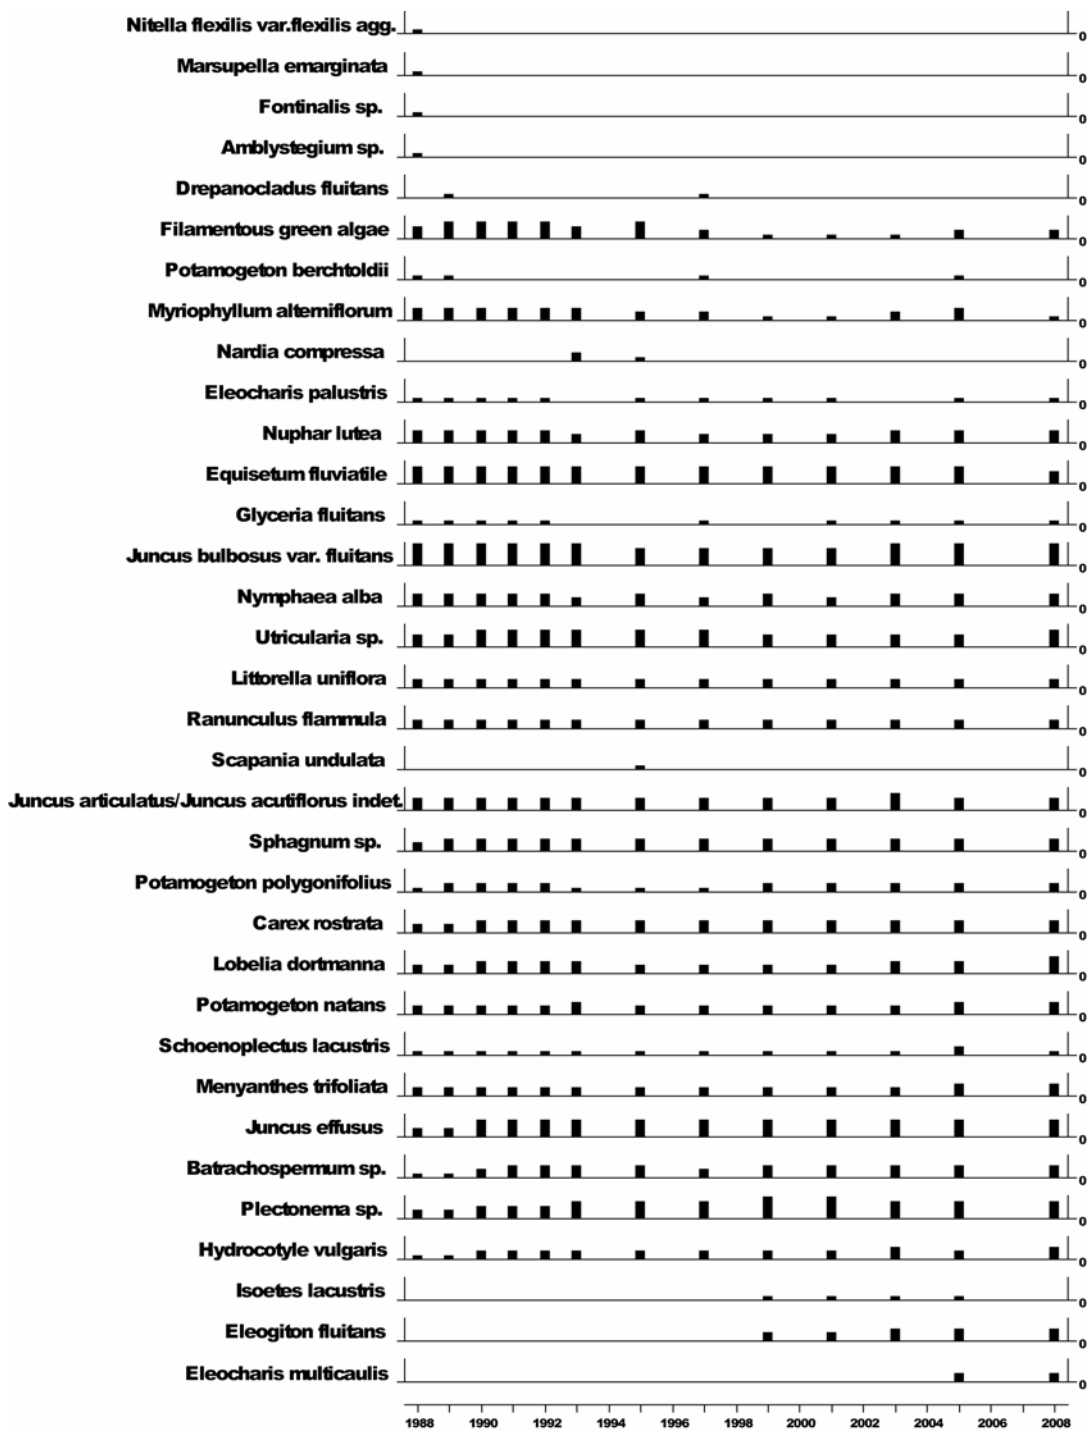 Nitella flexilis var.flexilis agg. 0
Marsupella emarginata 0
Fontinalis sp. 0
Amblystegium sp. 0
Drepanocladus fluitans 0
Filamentous green algae 0
Potamogeton berchtoldii 0
Myriophyllum alterniflorum 0
Nardia compressa 0
Eleocharis palustris 0
Nuphar lutea 0
Equisetum fluviatile 0
Glyceria fluitans 0
Juncus bulbosus var. fluitans 0
Nymphaea alba 0
Utricularia sp. 0
Littorella uniflora 0
Ranunculus flammula 0
Scapania undulata 0
Juncus articulatus/Juncus acutiflorus indet. 0
Sphagnum sp. 0
Potamogeton polygonifolius 0
Carex rostrata 0
Lobelia dortmanna 0
Potamogeton natans 0
Schoenoplectus lacustris 0
Menyanthes trifoliata 0
Juncus effusus 0
Batrachospermum sp. 0
Plectonema sp. 0
Hydrocotyle vulgaris 0
Isoetes lacustris 0
Eleogiton fluitans 0
Eleocharis multicaulis 0
1988 1990 1992 1994 1996 1998 2000 2002 2004 2006 2008